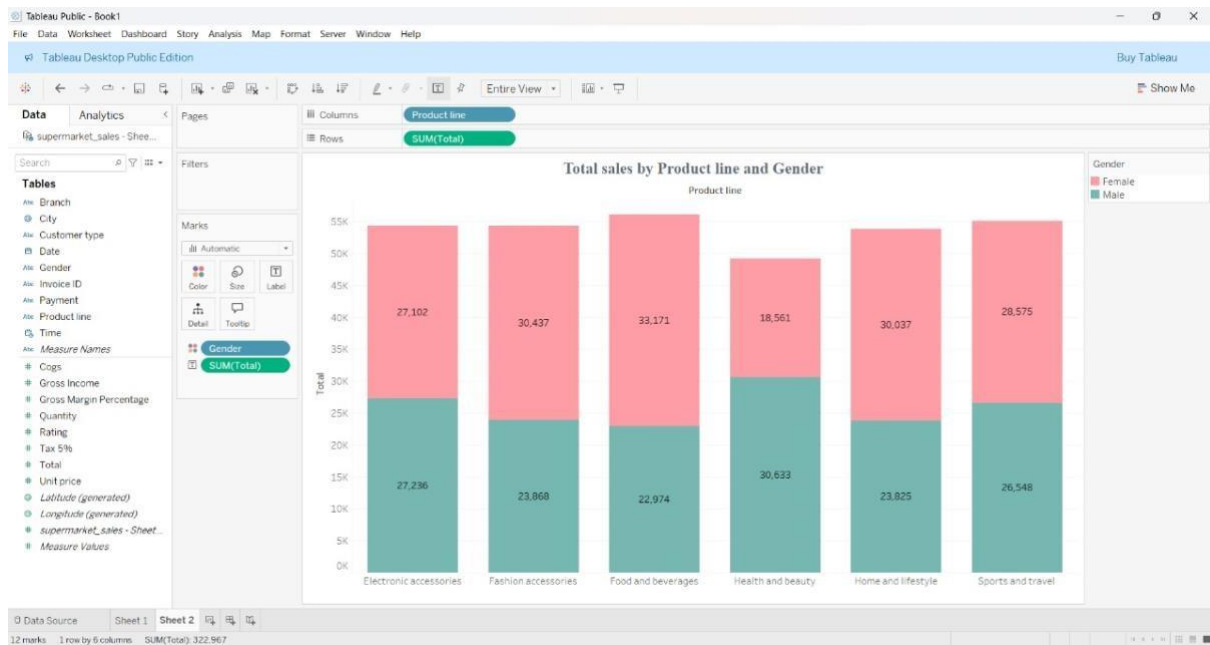 Tableau Public - Book1
File Data Worksheet Dashboard Story Analysis Map Format Server Window Help
Tableau Desktop Public Edition
Buy Tableau
Entire View
Show Me
Data Analytics
supermarket_sales - Shee...
Search
Tables
Abc Branch
City
Abc Customer type
Date
Abc Gender
Abc Invoice ID
Abc Payment
Abc Product line
Time
Abc Measure Names
# Cogs
# Gross Income
# Gross Margin Percentage
# Quantity
# Rating
# Tax 5%
# Total
# Unit price
Latitude (generated)
Longitude (generated)
# supermarket_sales - Sheet...
# Measure Values
Pages
Filters
Marks
Automatic
Color Size Label
Detail Tooltip
Gender
SUM(Total)
Columns Product line
Rows SUM(Total)
Total sales by Product line and Gender
Product line
Total
55K
50K
45K
40K
35K
30K
25K
20K
15K
10K
5K
0K
27,102 30,437 33,171 18,561 30,037 28,575
27,236 23,868 22,974 30,633 23,825 26,548
Electronic accessories Fashion accessories Food and beverages Health and beauty Home and lifestyle Sports and travel
Gender
Female
Male
Data Source Sheet 1 Sheet 2
12 marks 1 row by 6 columns SUM(Total): 322,967